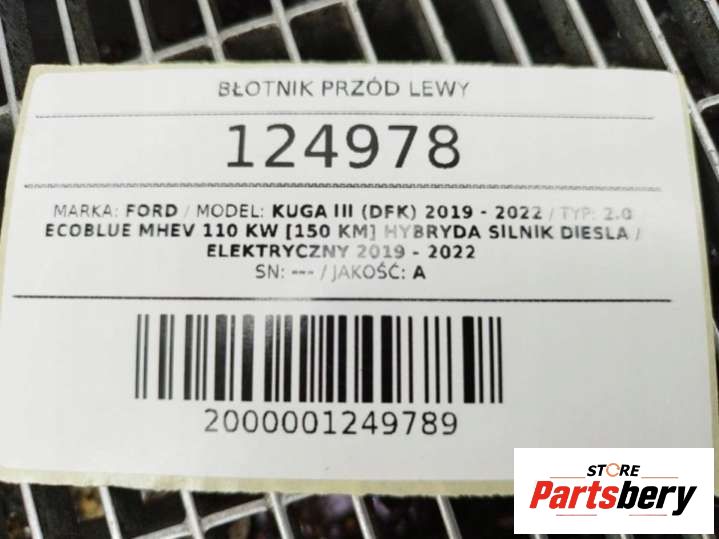 BŁOTNIK PRZÓD LEWY
124978
MARKA: FORD / MODEL: KUGA III (DFK) 2019 - 2022 / TYP: 2.0
ECOBLUE MHEV 110 KW [150 KM] HYBRYDA SILNIK DIESLA /
ELEKTRYCZNY 2019 - 2022
SN: --- / JAKOŚĆ: A
2000001249789
STORE
Partsbery